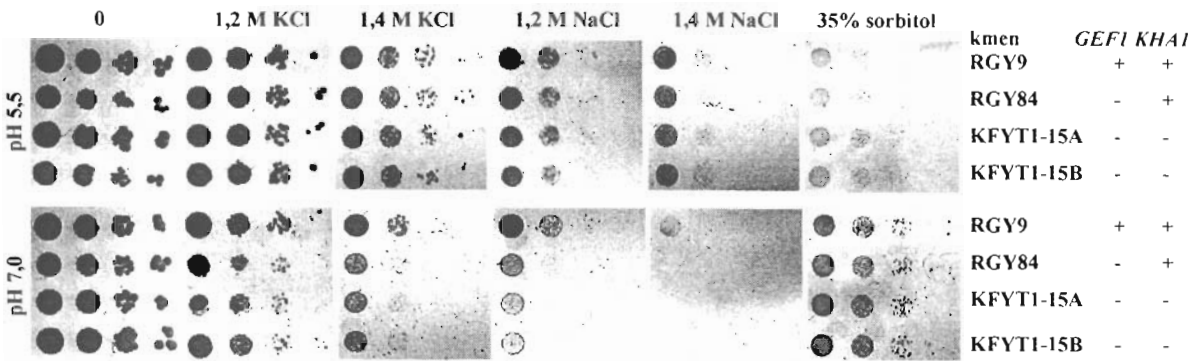 0 1,2 M KCl 1,4 M KCl 1,2 M NaCl 1,4 M NaCl 35% sorbitol
kmen GEF1 KHA1
pH 5,5
RGY9 + +
RGY84 - +
KFYT1-15A - -
KFYT1-15B - -
pH 7,0
RGY9 + +
RGY84 - +
KFYT1-15A - -
KFYT1-15B - -